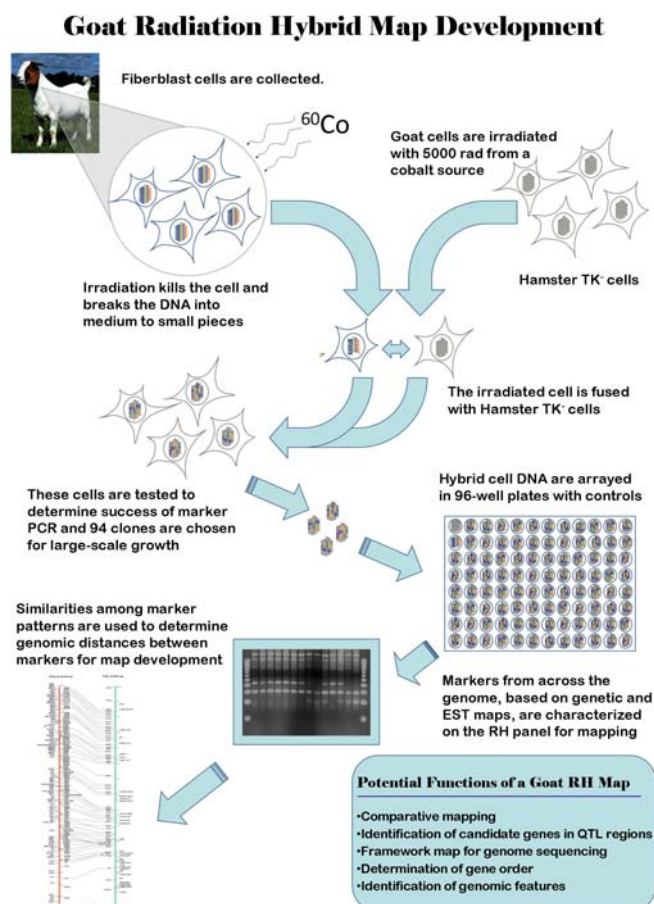 Goat Radiation Hybrid Map Development
Fiberblast cells are collected.
60Co
Goat cells are irradiated
with 5000 rad from a
cobalt source
Irradiation kills the cell and
breaks the DNA into
medium to small pieces
Hamster TK- cells
The irradiated cell is fused
with Hamster TK- cells
These cells are tested to
determine success of marker
PCR and 94 clones are chosen
for large-scale growth
Hybrid cell DNA are arrayed
in 96-well plates with controls
Similarities among marker
patterns are used to determine
genomic distances between
markers for map development
Markers from across the
genome, based on genetic and
EST maps, are characterized
on the RH panel for mapping
Potential Functions of a Goat RH Map
•Comparative mapping
•Identification of candidate genes in QTL regions
•Framework map for genome sequencing
•Determination of gene order
•Identification of genomic features